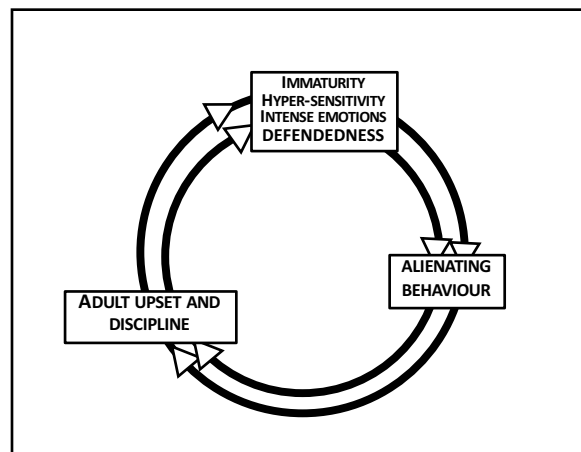 IMMATURITY
HYPER-SENSITIVITY
INTENSE EMOTIONS
DEFENDEDNESS
ALIENATING
BEHAVIOUR
ADULT UPSET AND
DISCIPLINE